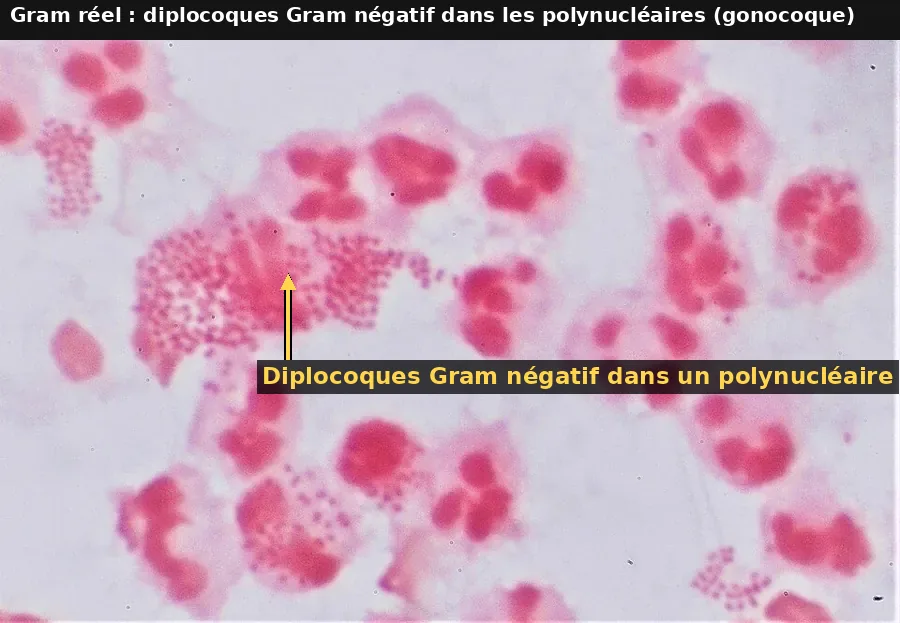 Gram réel : diplocoques Gram négatif dans les polynucléaires (gonocoque)
Diplocoques Gram négatif dans un polynucléaire